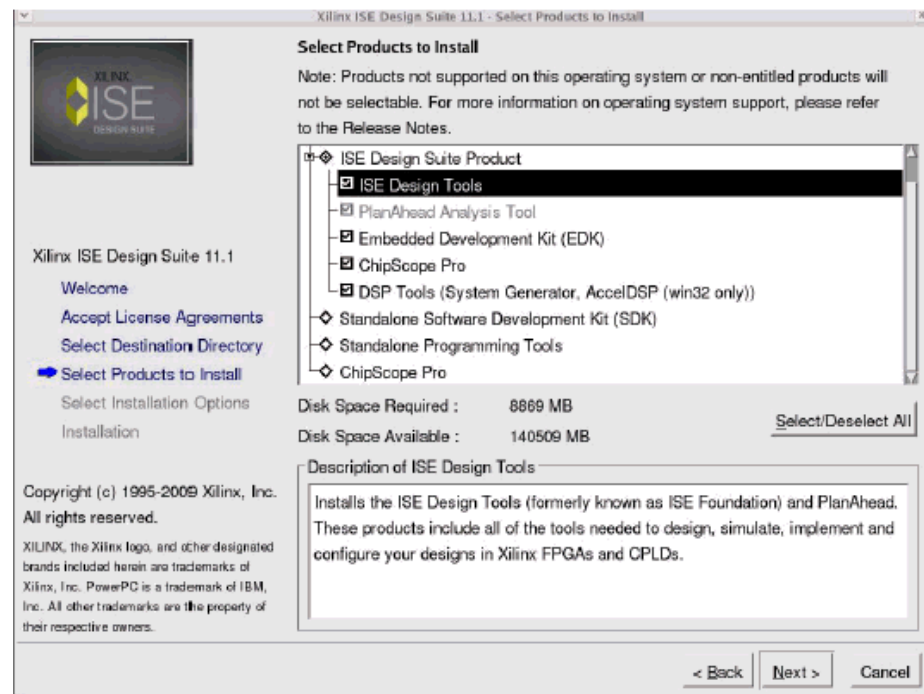 Xilinx ISE Design Suite 11.1 - Select Products to Install
XILINX
ISE
DESIGN SUITE
Xilinx ISE Design Suite 11.1
Welcome
Accept License Agreements
Select Destination Directory
Select Products to Install
Select Installation Options
Installation
Copyright (c) 1995-2009 Xilinx, Inc.
All rights reserved.
XILINX, the Xilinx logo, and other designated
brands included herein are trademarks of
Xilinx, Inc. PowerPC is a trademark of IBM,
Inc. All other trademarks are the property of
their respective owners.
Select Products to Install
Note: Products not supported on this operating system or non-entitled products will
not be selectable. For more information on operating system support, please refer
to the Release Notes.
ISE Design Suite Product
ISE Design Tools
PlanAhead Analysis Tool
Embedded Development Kit (EDK)
ChipScope Pro
DSP Tools (System Generator, AccelDSP (win32 only))
Standalone Software Development Kit (SDK)
Standalone Programming Tools
ChipScope Pro
Disk Space Required : 8869 MB
Disk Space Available : 140509 MB
Select/Deselect All
Description of ISE Design Tools
Installs the ISE Design Tools (formerly known as ISE Foundation) and PlanAhead.
These products include all of the tools needed to design, simulate, implement and
configure your designs in Xilinx FPGAs and CPLDs.
< Back Next > Cancel